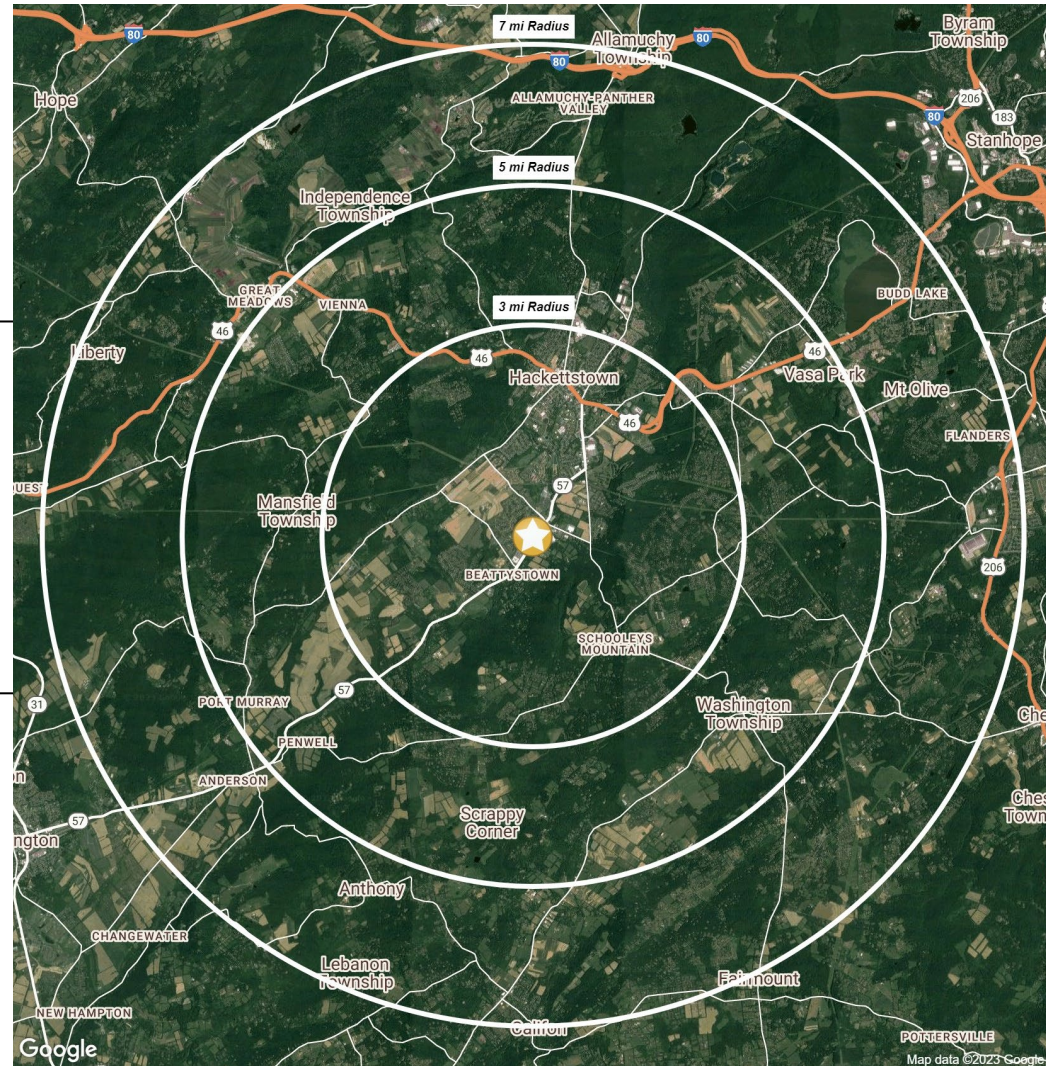 7 mi Radius
80
Allamuchy
Township
80
80
Byram
Township
Hope
ALLAMUCHY-PANTHER
VALLEY
206
80
183
Stanhope
5 mi Radius
Independence
Township
GREAT
MEADOWS
VIENNA
BUDD LAKE
3 mi Radius
46
Liberty
46
46
Hackettstown
Vasa Park
Mt Olive
46
FLANDERS
57
Mansfield
Township
206
BEATTYSTOWN
SCHOOLEYS
MOUNTAIN
57
PORT MURRAY
31
Washington
Township
PENWELL
ANDERSON
57
Scrappy
Corner
Anthony
CHANGEWATER
Lebanon
Township
Fairmount
NEW HAMPTON
Califon
POTTERSVILLE
Google
Map data ©2023 Google